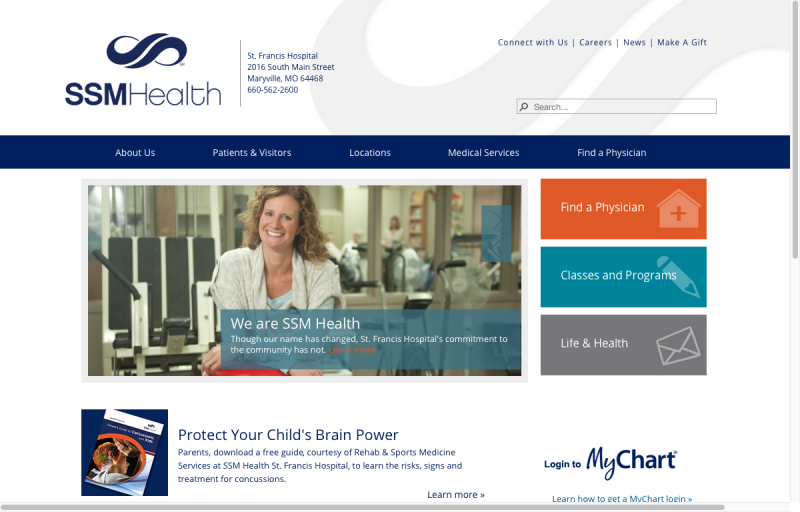 SSMHealth
St. Francis Hospital
2016 South Main Street
Maryville, MO 64468
660-562-2600
Connect with Us | Careers | News | Make A Gift
Search...
About Us
Patients & Visitors
Locations
Medical Services
Find a Physician
We are SSM Health
Though our name has changed, St. Francis Hospital's commitment to
the community has not. Learn more
Find a Physician
Classes and Programs
Life & Health
Protect Your Child's Brain Power
Parents, download a free guide, courtesy of Rehab & Sports Medicine
Services at SSM Health St. Francis Hospital, to learn the risks, signs and
treatment for concussions.
Learn more »
Login to MyChart®
Learn how to get a MyChart login »